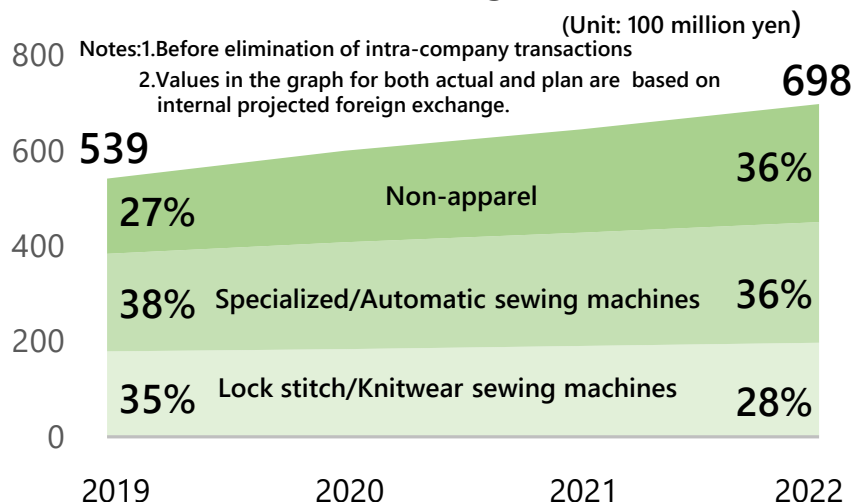 (Unit: 100 million yen)
800
Notes:1.Before elimination of intra-company transactions
2.Values in the graph for both actual and plan are based on
internal projected foreign exchange.
698
600
539
36%
Non-apparel
27%
400
38%
Specialized/Automatic sewing machines
36%
200
35%
Lock stitch/Knitwear sewing machines
28%
0
2019
2020
2021
2022